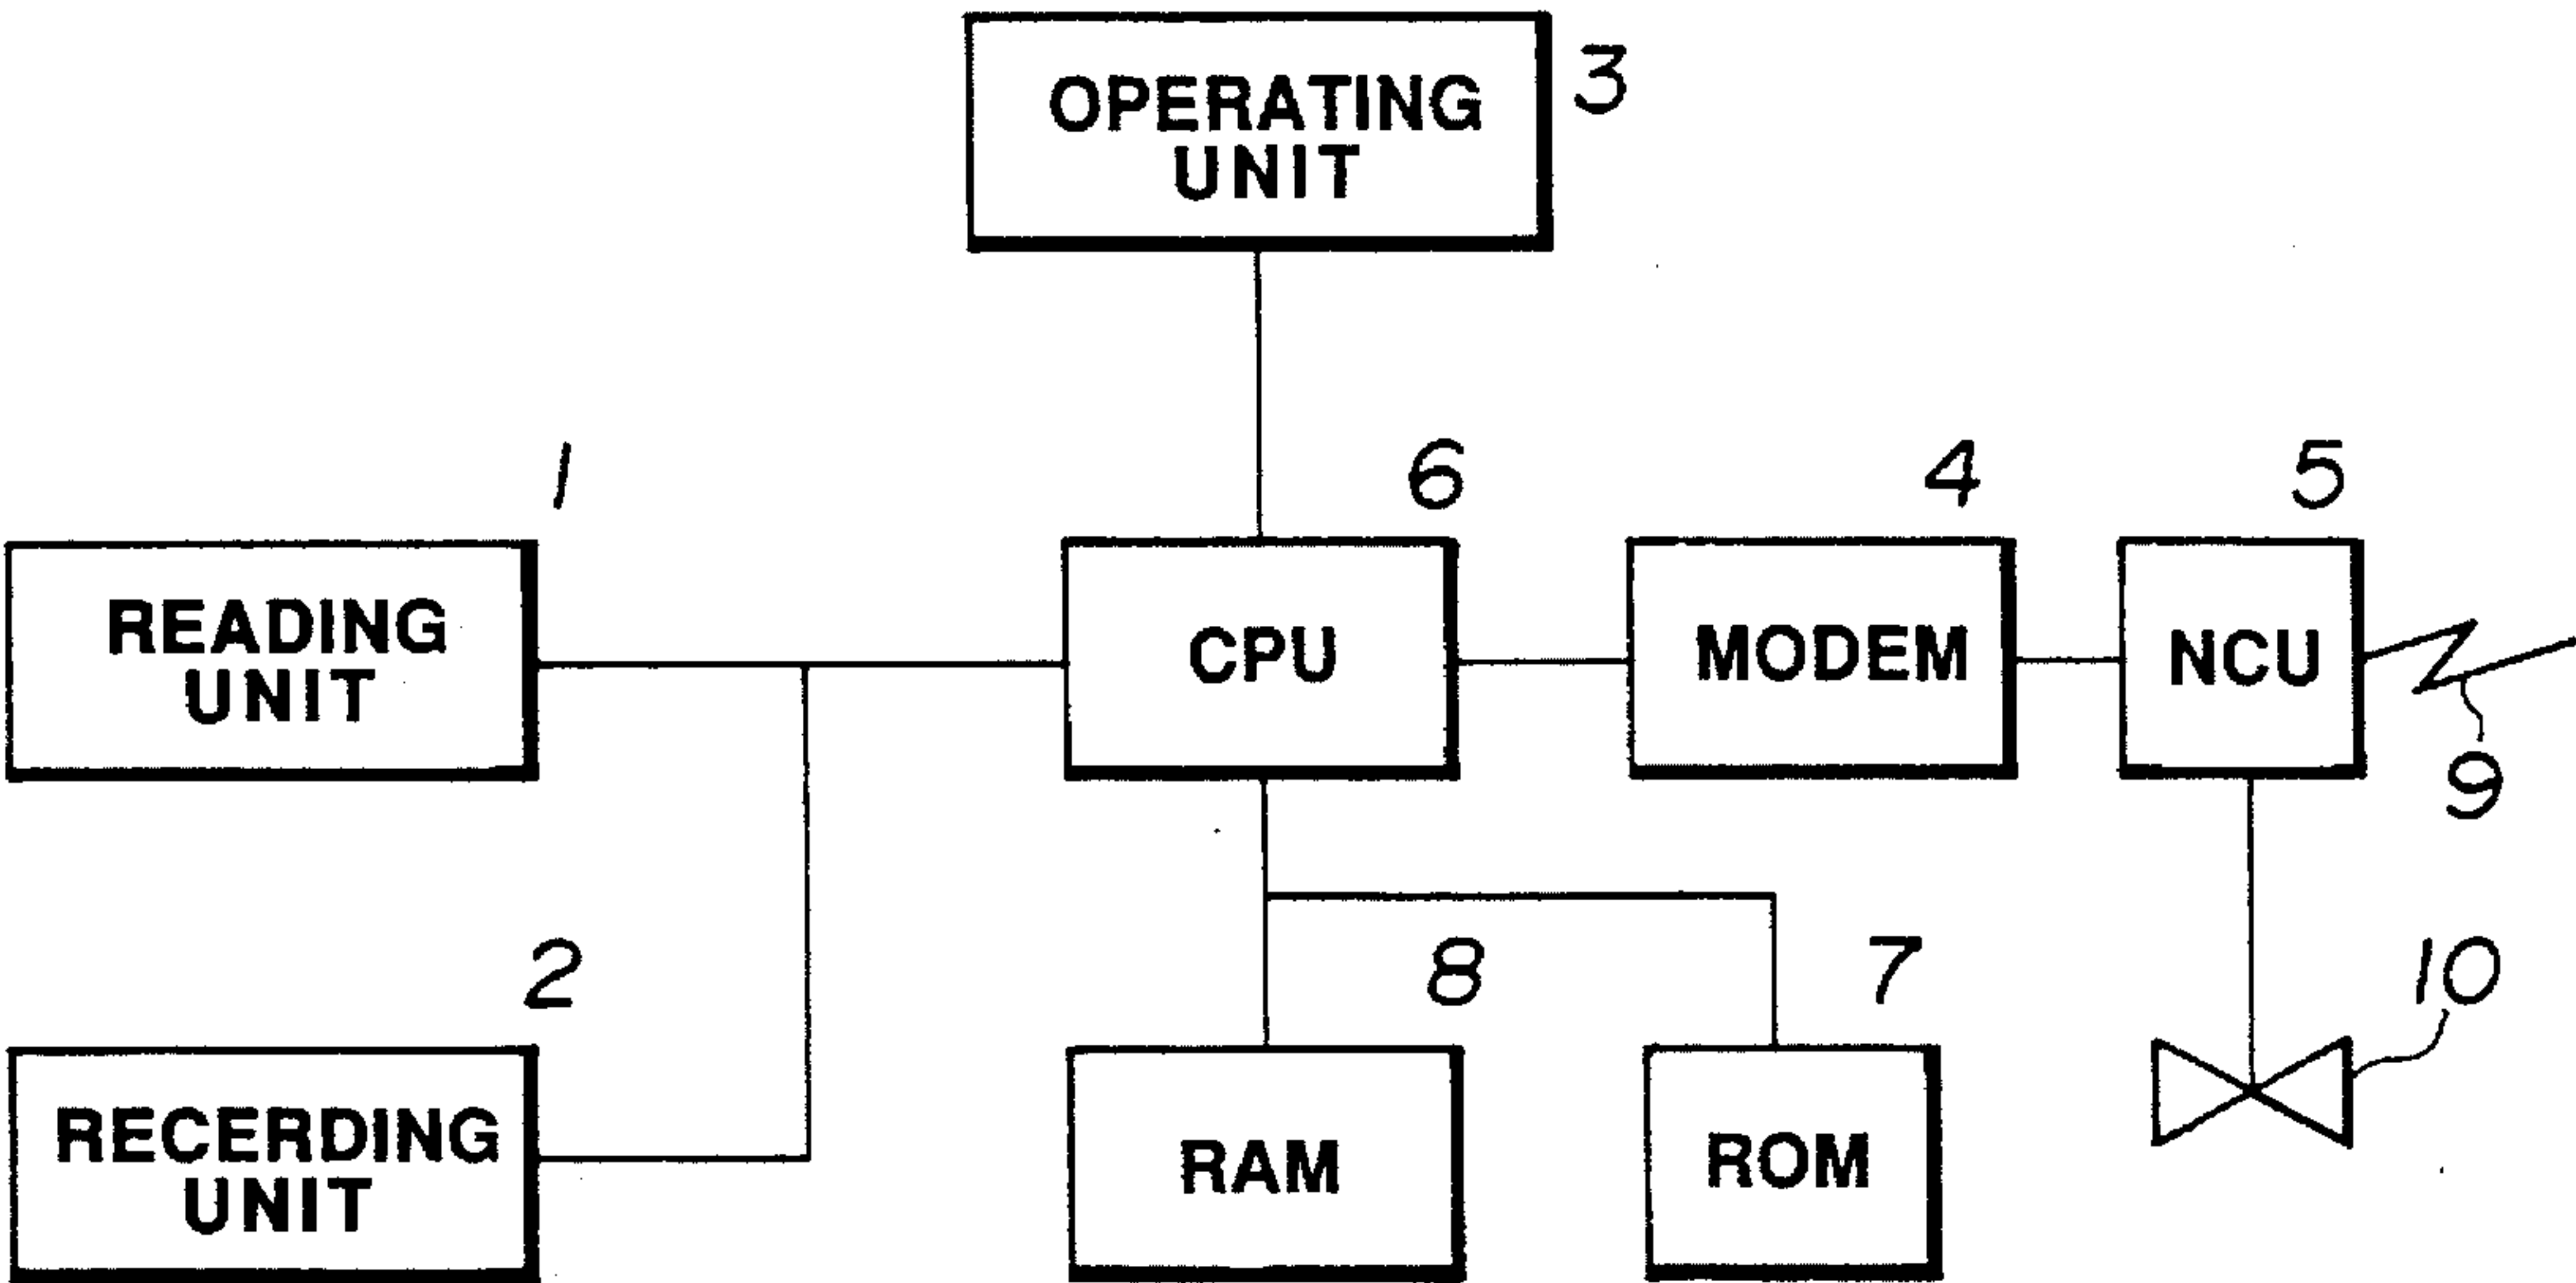 OPERATING
UNIT
3
1
6
4
5
READING
UNIT
CPU
MODEM
NCU
9
2
8
7
10
RECERDING
UNIT
RAM
ROM